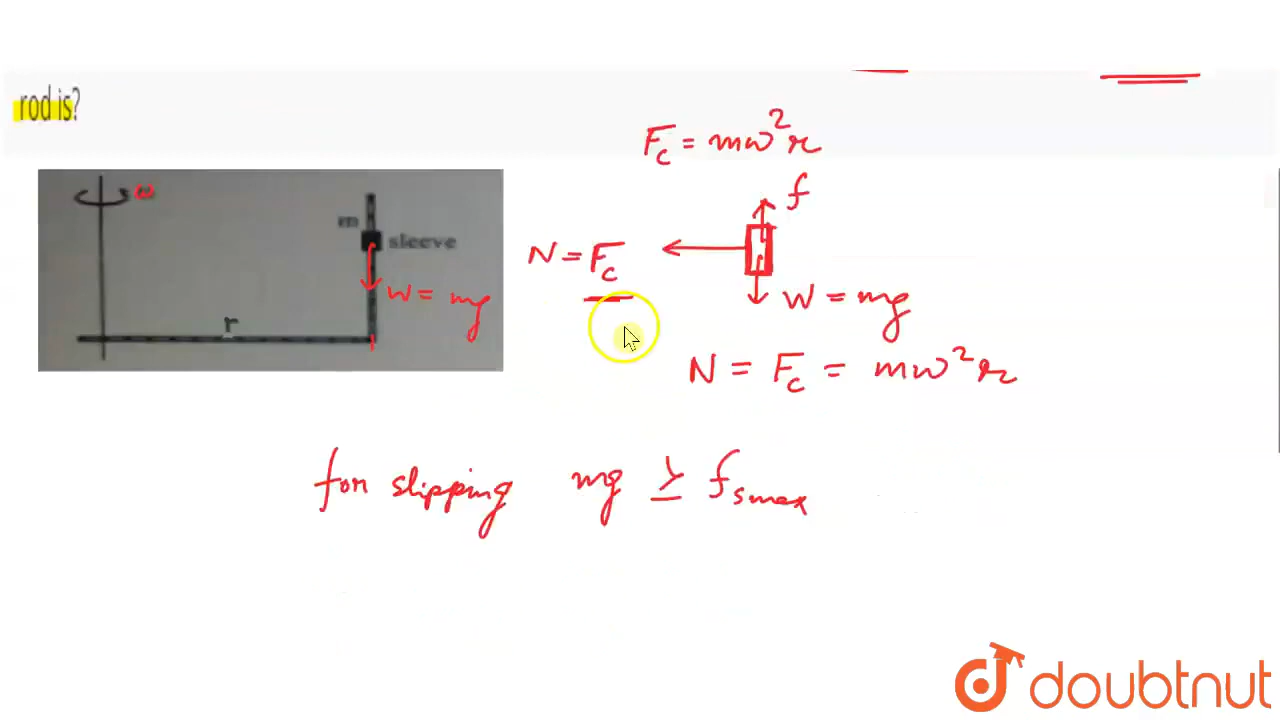 rod is?
F_c = mω²r
ω
f
m
sleeve
N = F_c
W = mg
W = mg
r
N = F_c = mω²r
for slipping mg ≥ f_smax
doubtnut